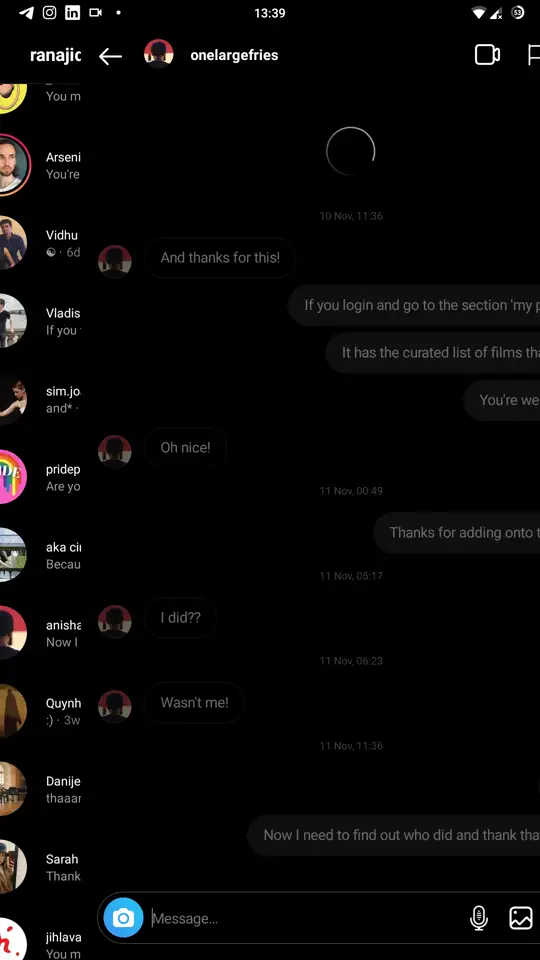 13:39
53
ranajic
onelargefries
You m
Arseni
You're
Vidhu
· 6d
Vladis
If you
sim.jo
and* ·
pridep
Are yo
aka ci
Becau
anisha
Now I
Quynh
:) · 3w
Danije
thaaar
Sarah
Thank
jihlava
You m
10 Nov, 11:36
And thanks for this!
If you login and go to the section 'my p
It has the curated list of films tha
You're we
Oh nice!
11 Nov, 00:49
Thanks for adding onto t
11 Nov, 05:17
I did??
11 Nov, 06:23
Wasn't me!
11 Nov, 11:36
Now I need to find out who did and thank tha
Message...